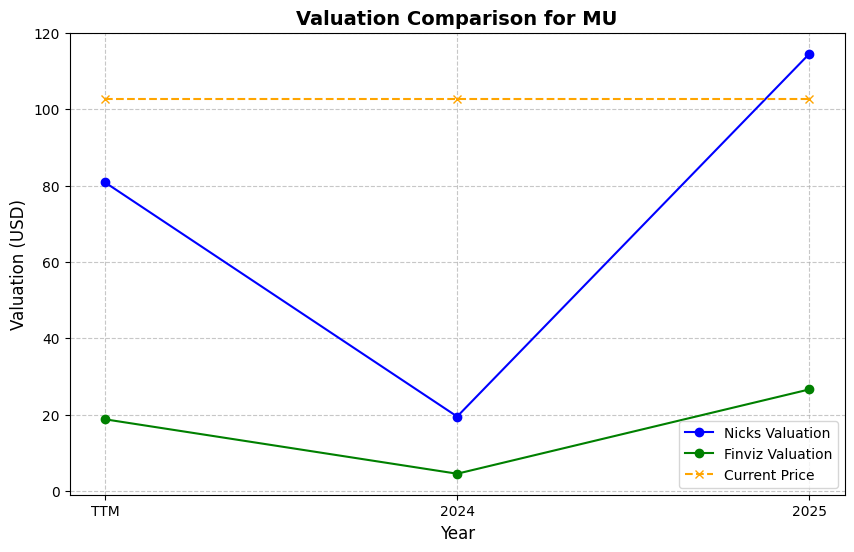 Valuation Comparison for MU
Valuation (USD)
120
100
80
60
40
20
0
TTM
2024
2025
Year
Nicks Valuation
Finviz Valuation
Current Price